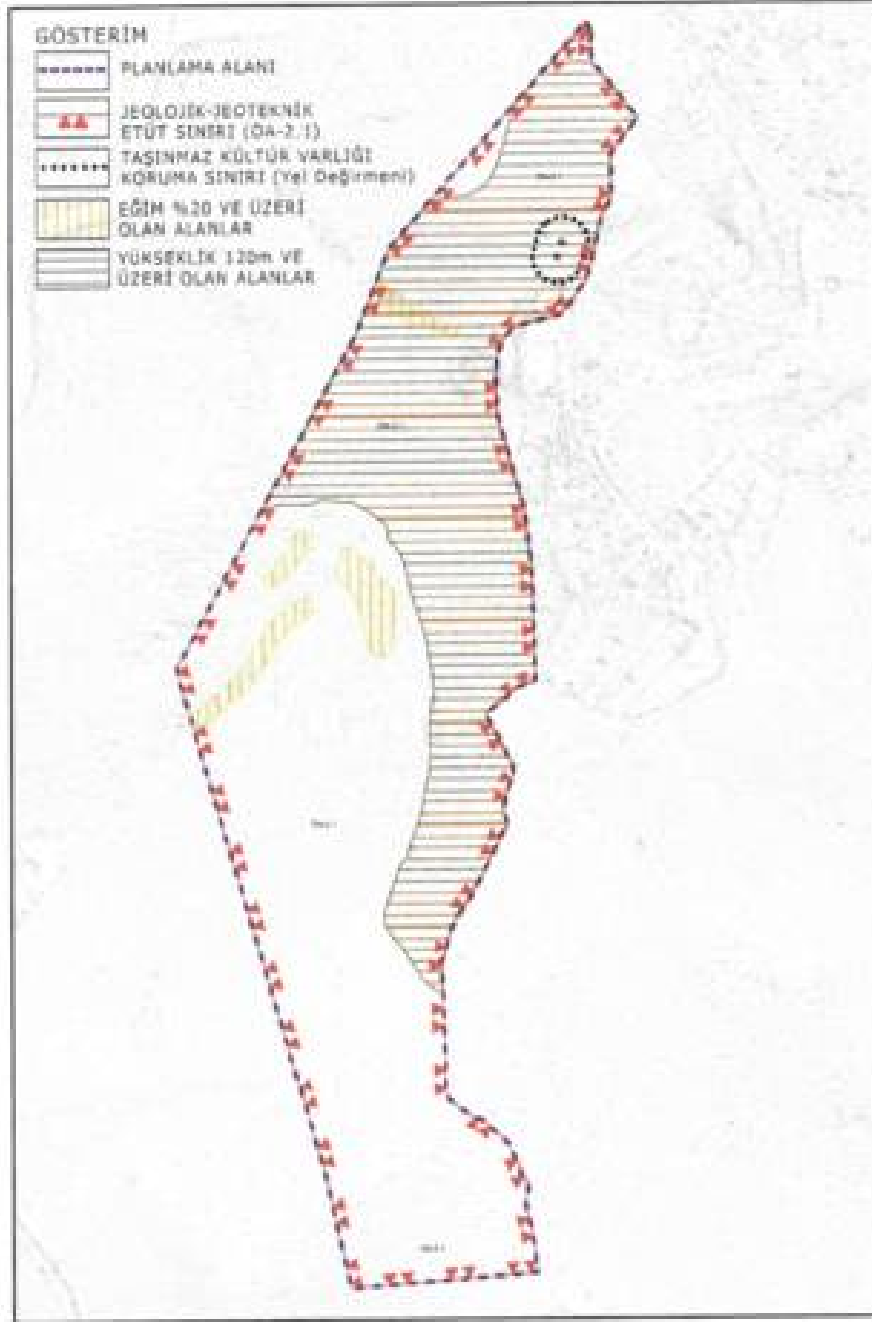 GÖSTERİM
PLANLAMA ALANI
JEOLOJİK-JEOTEKNİK
ETÜT SINIRI (ÖA-2.1)
TAŞINMAZ KÜLTÜR VARLIĞI
KORUMA SINIRI (Yel Değirmeni)
EĞİM %20 VE ÜZERİ
OLAN ALANLAR
YÜKSEKLİK 120m VE
ÜZERİ OLAN ALANLAR